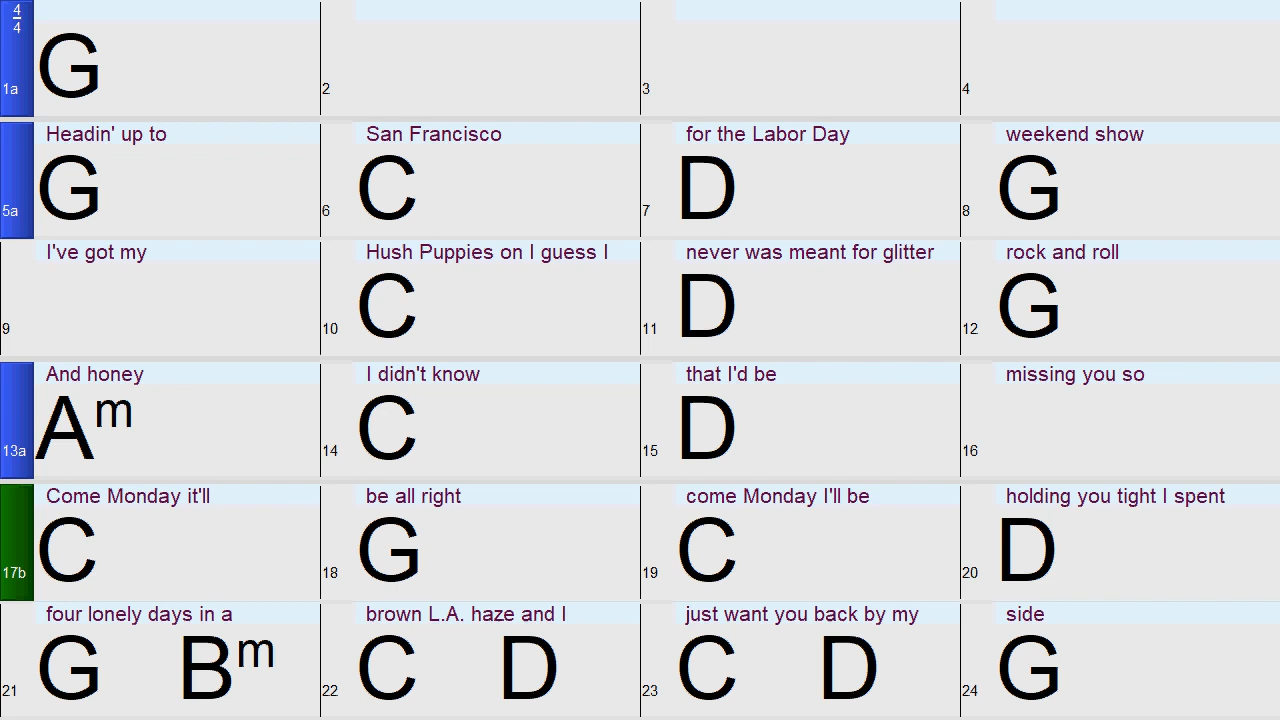 4
4
G
1a 2 3 4
Headin' up to San Francisco for the Labor Day weekend show
G C D G
5a 6 7 8
I've got my Hush Puppies on I guess I never was meant for glitter rock and roll
C D G
9 10 11 12
And honey I didn't know that I'd be missing you so
Am C D
13a 14 15 16
Come Monday it'll be all right come Monday I'll be holding you tight I spent
C G C D
17b 18 19 20
four lonely days in a brown L.A. haze and I just want you back by my side
G Bm C D C D G
21 22 23 24